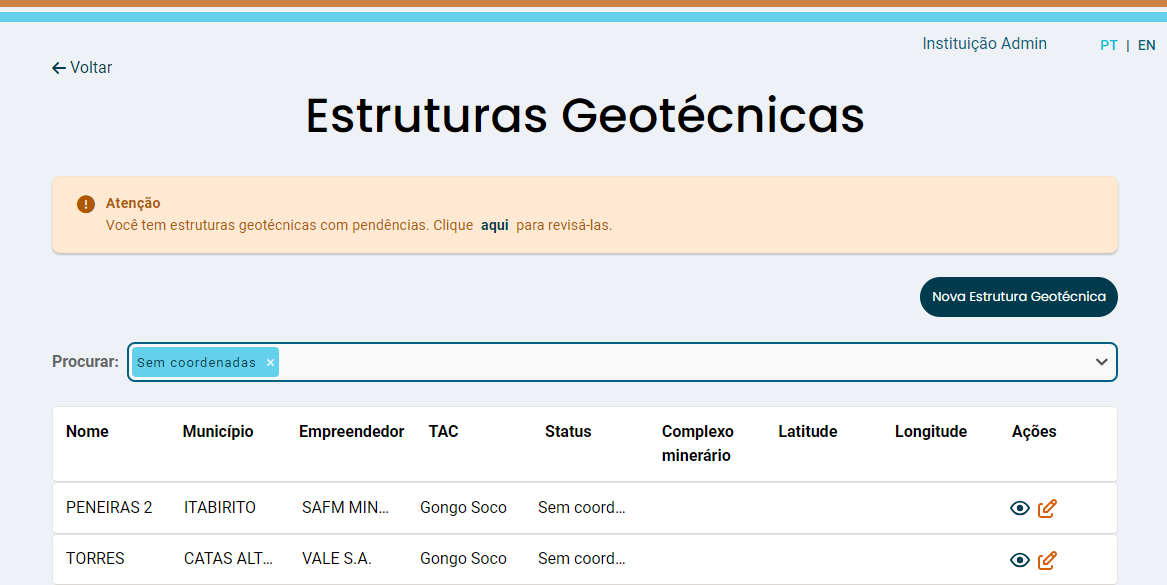 Instituição Admin PT | EN
Voltar
Estruturas Geotécnicas
Atenção
Você tem estruturas geotécnicas com pendências. Clique aqui para revisá-las.
Nova Estrutura Geotécnica
Procurar: Sem coordenadas ×
Nome Município Empreendedor TAC Status Complexo minerário Latitude Longitude Ações
PENEIRAS 2 ITABIRITO SAFM MIN... Gongo Soco Sem coord...
TORRES CATAS ALT... VALE S.A. Gongo Soco Sem coord...